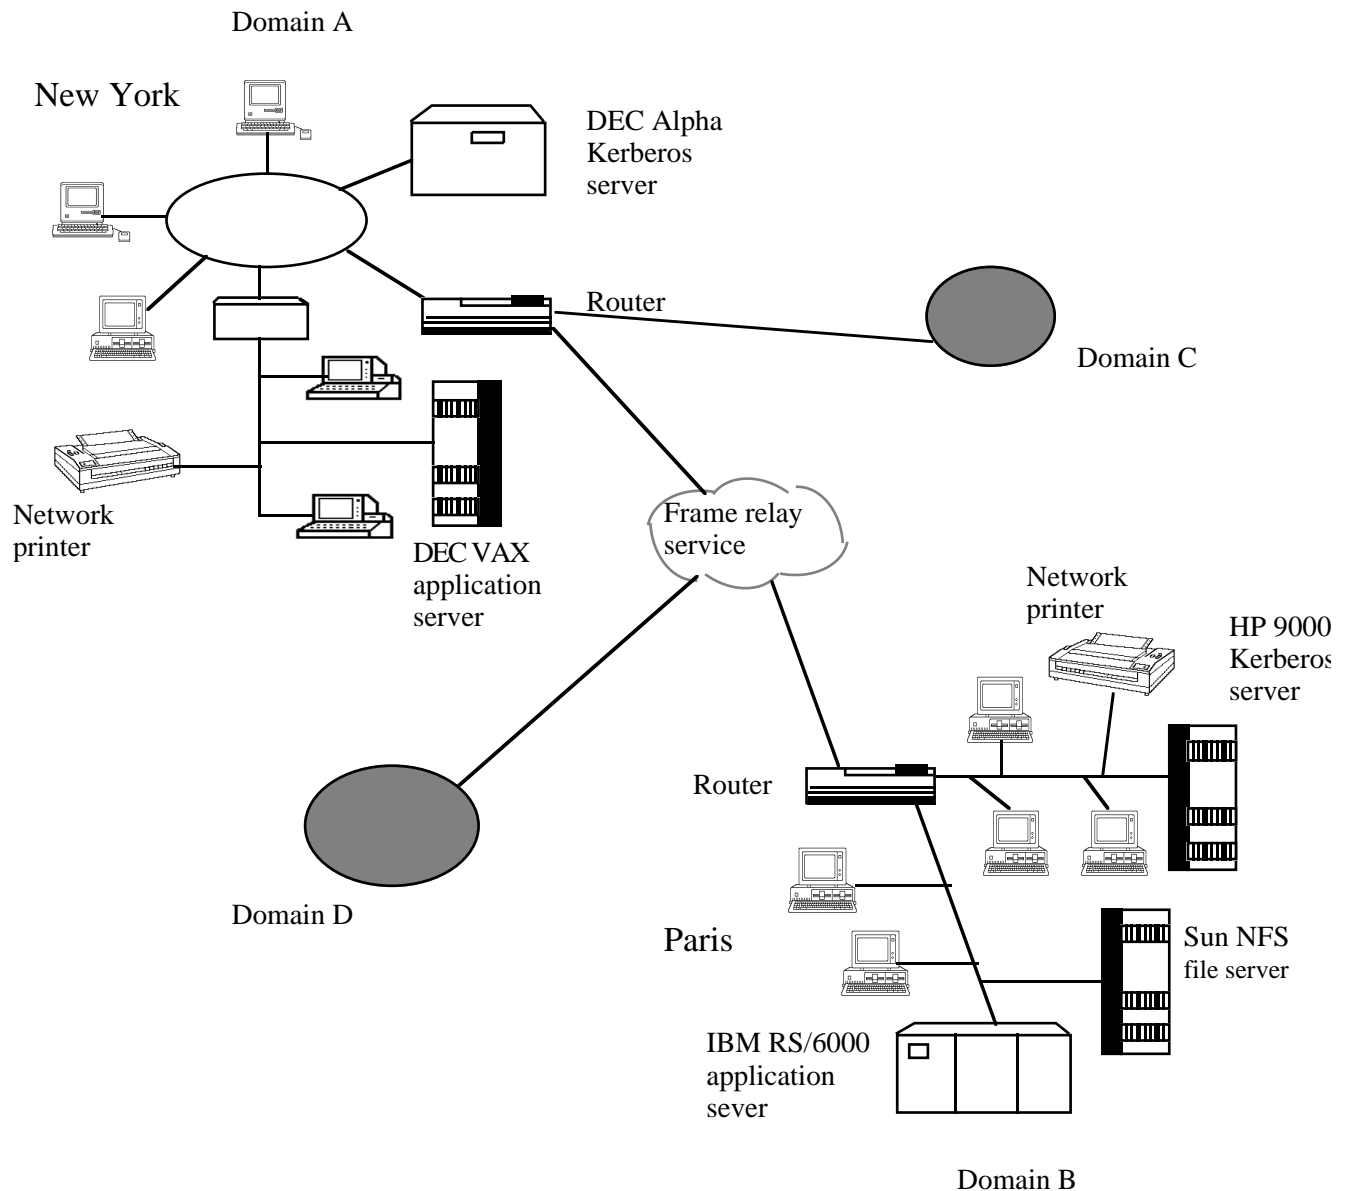 Domain A
New York
DEC Alpha
Kerberos
server
Router
Domain C
Network
printer
DEC VAX
application
server
Frame relay
service
Network
printer
HP 9000
Kerberos
server
Router
Domain D
Paris
Sun NFS
file server
IBM RS/6000
application
sever
Domain B